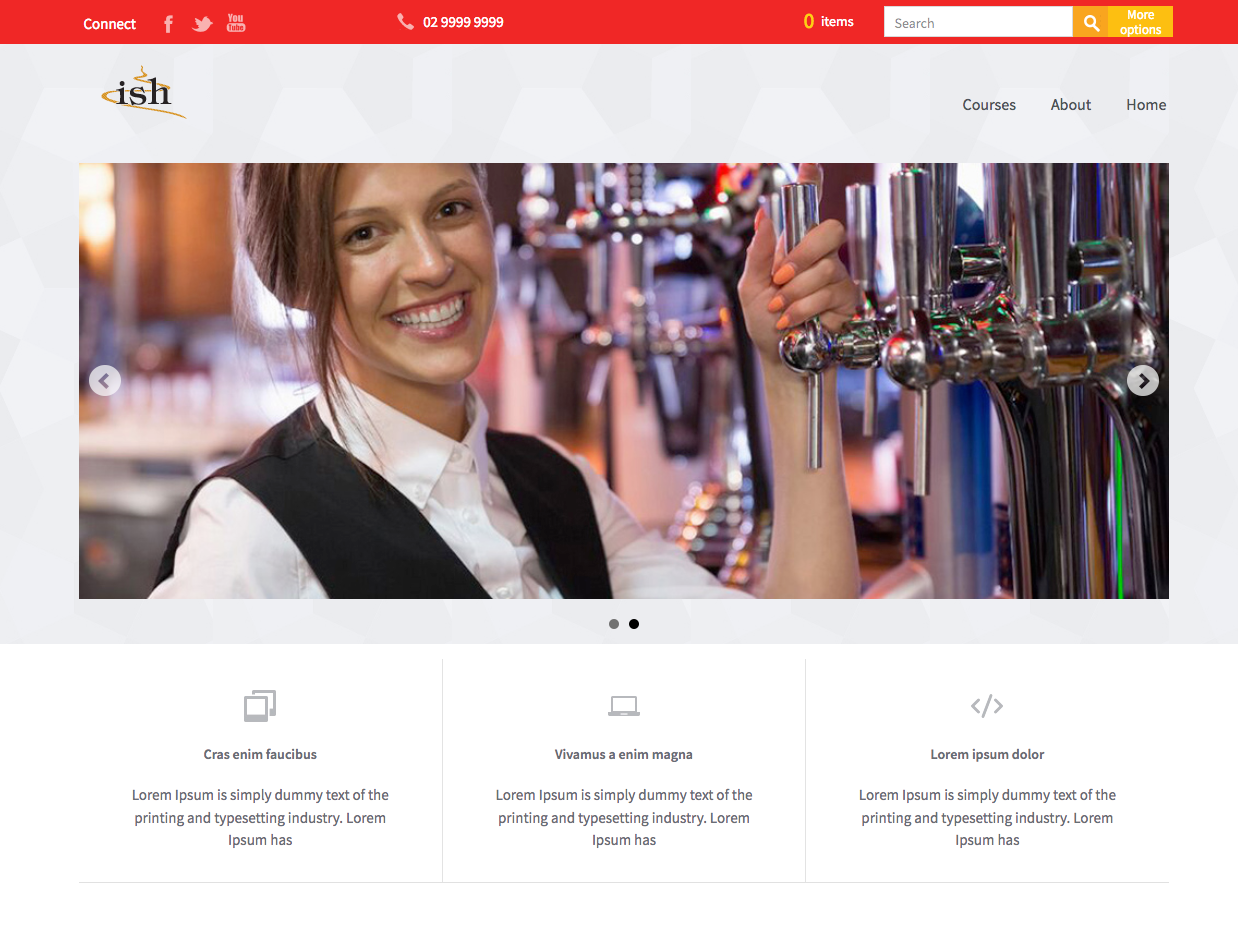 Connect
You
Tube
02 9999 9999
0 items
Search
More
options
ish
Courses
About
Home
Cras enim faucibus
Lorem Ipsum is simply dummy text of the
printing and typesetting industry. Lorem
Ipsum has
Vivamus a enim magna
Lorem Ipsum is simply dummy text of the
printing and typesetting industry. Lorem
Ipsum has
Lorem ipsum dolor
Lorem Ipsum is simply dummy text of the
printing and typesetting industry. Lorem
Ipsum has